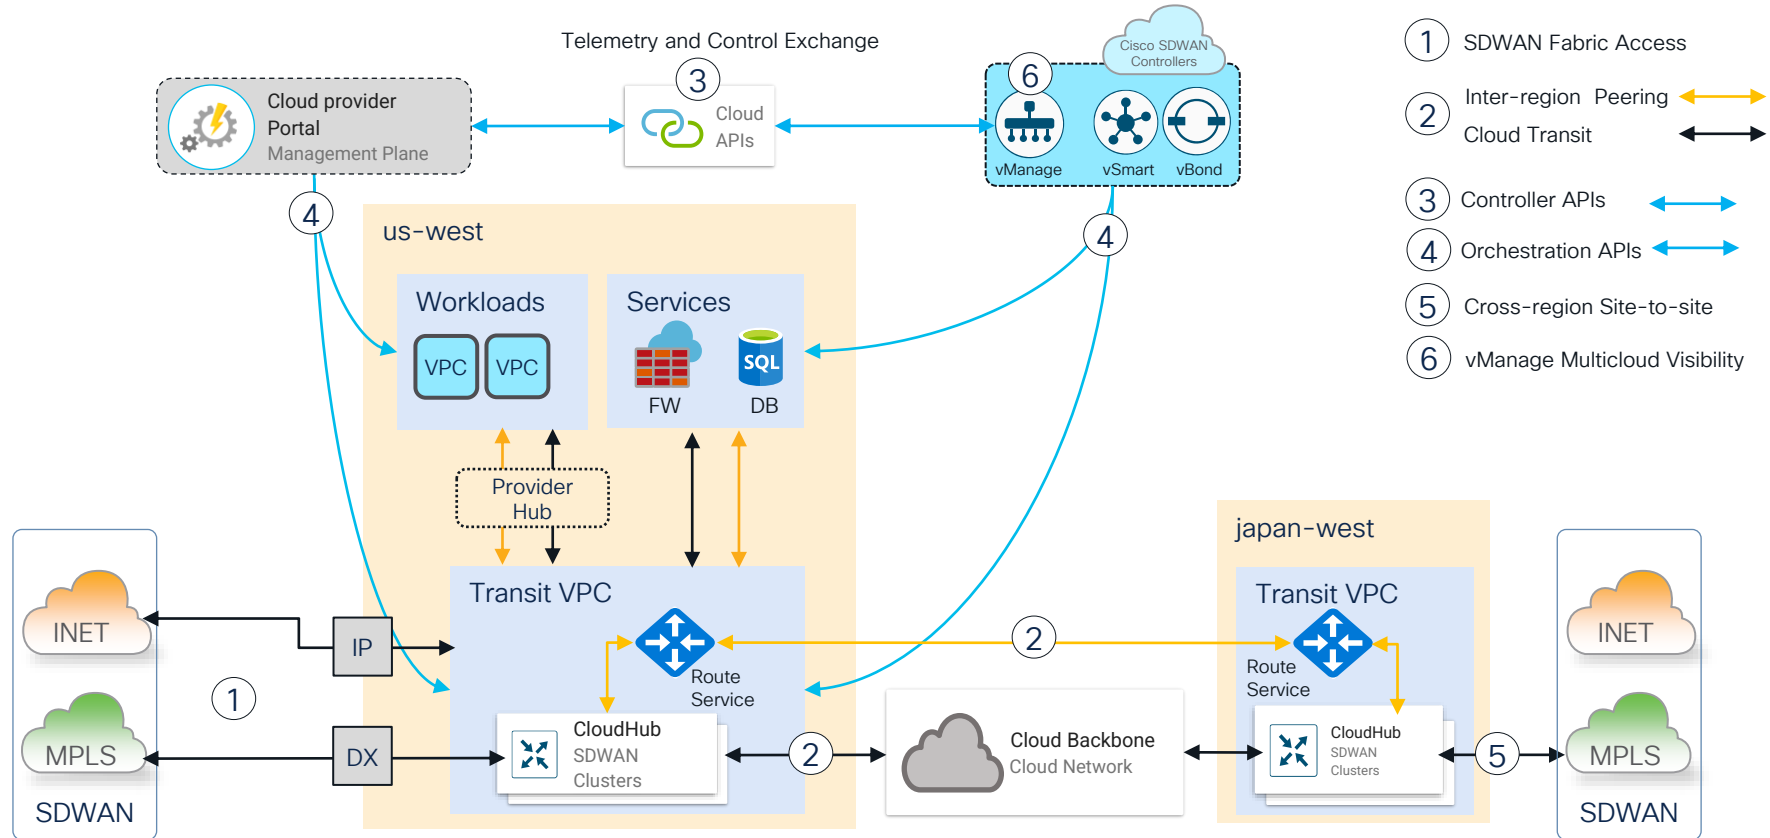 Telemetry and Control Exchange
3
Cloud provider
Portal
Management Plane
Cloud
APIs
Cisco SDWAN
Controllers
6
vManage
vSmart
vBond
1
SDWAN Fabric Access
2
Inter-region Peering
Cloud Transit
3
Controller APIs
4
Orchestration APIs
5
Cross-region Site-to-site
6
vManage Multicloud Visibility
4
4
us-west
Workloads
VPC
VPC
Services
SQL
FW
DB
Provider
Hub
Transit VPC
Route
Service
CloudHub
SDWAN
Clusters
INET
MPLS
SDWAN
1
IP
DX
2
2
Cloud Backbone
Cloud Network
japan-west
Transit VPC
Route
Service
CloudHub
SDWAN
Clusters
5
INET
MPLS
SDWAN